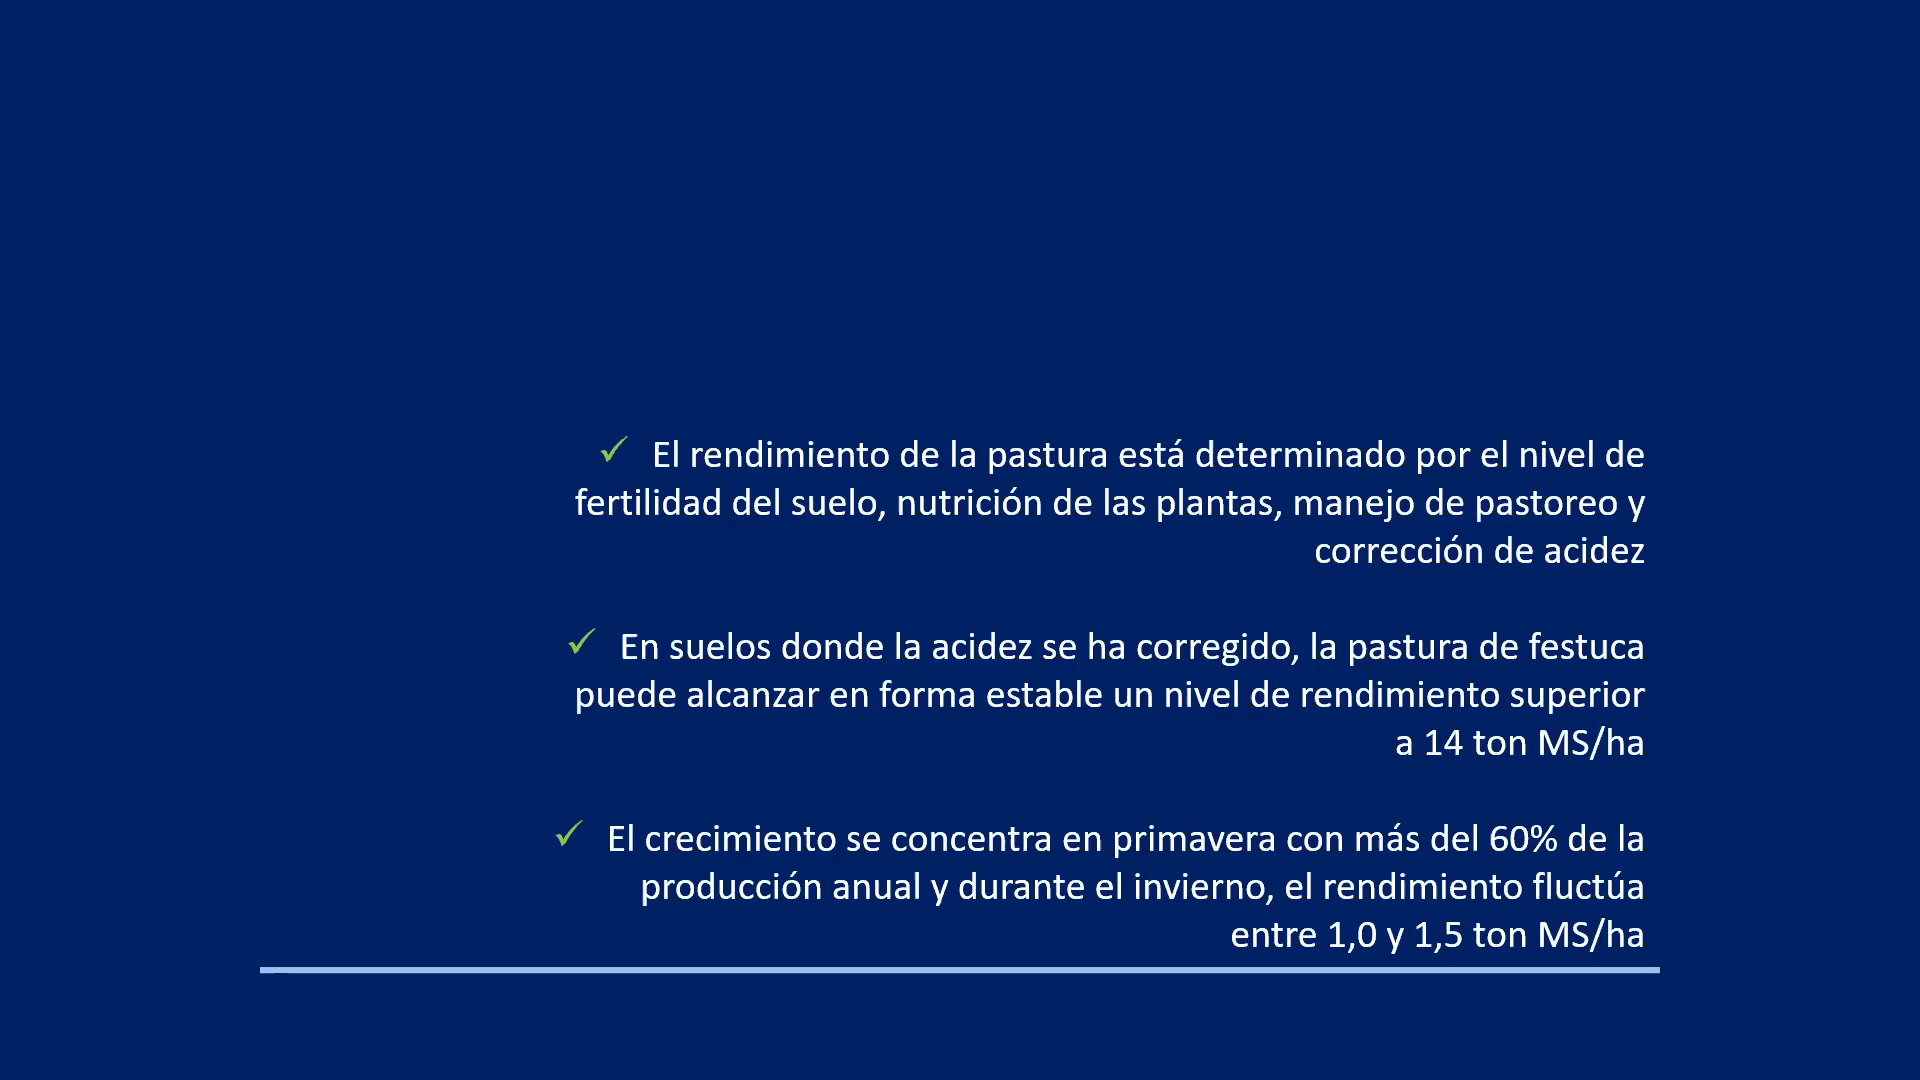 ✓ El rendimiento de la pastura está determinado por el nivel de
fertilidad del suelo, nutrición de las plantas, manejo de pastoreo y
corrección de acidez
✓ En suelos donde la acidez se ha corregido, la pastura de festuca
puede alcanzar en forma estable un nivel de rendimiento superior
a 14 ton MS/ha
✓ El crecimiento se concentra en primavera con más del 60% de la
producción anual y durante el invierno, el rendimiento fluctúa
entre 1,0 y 1,5 ton MS/ha